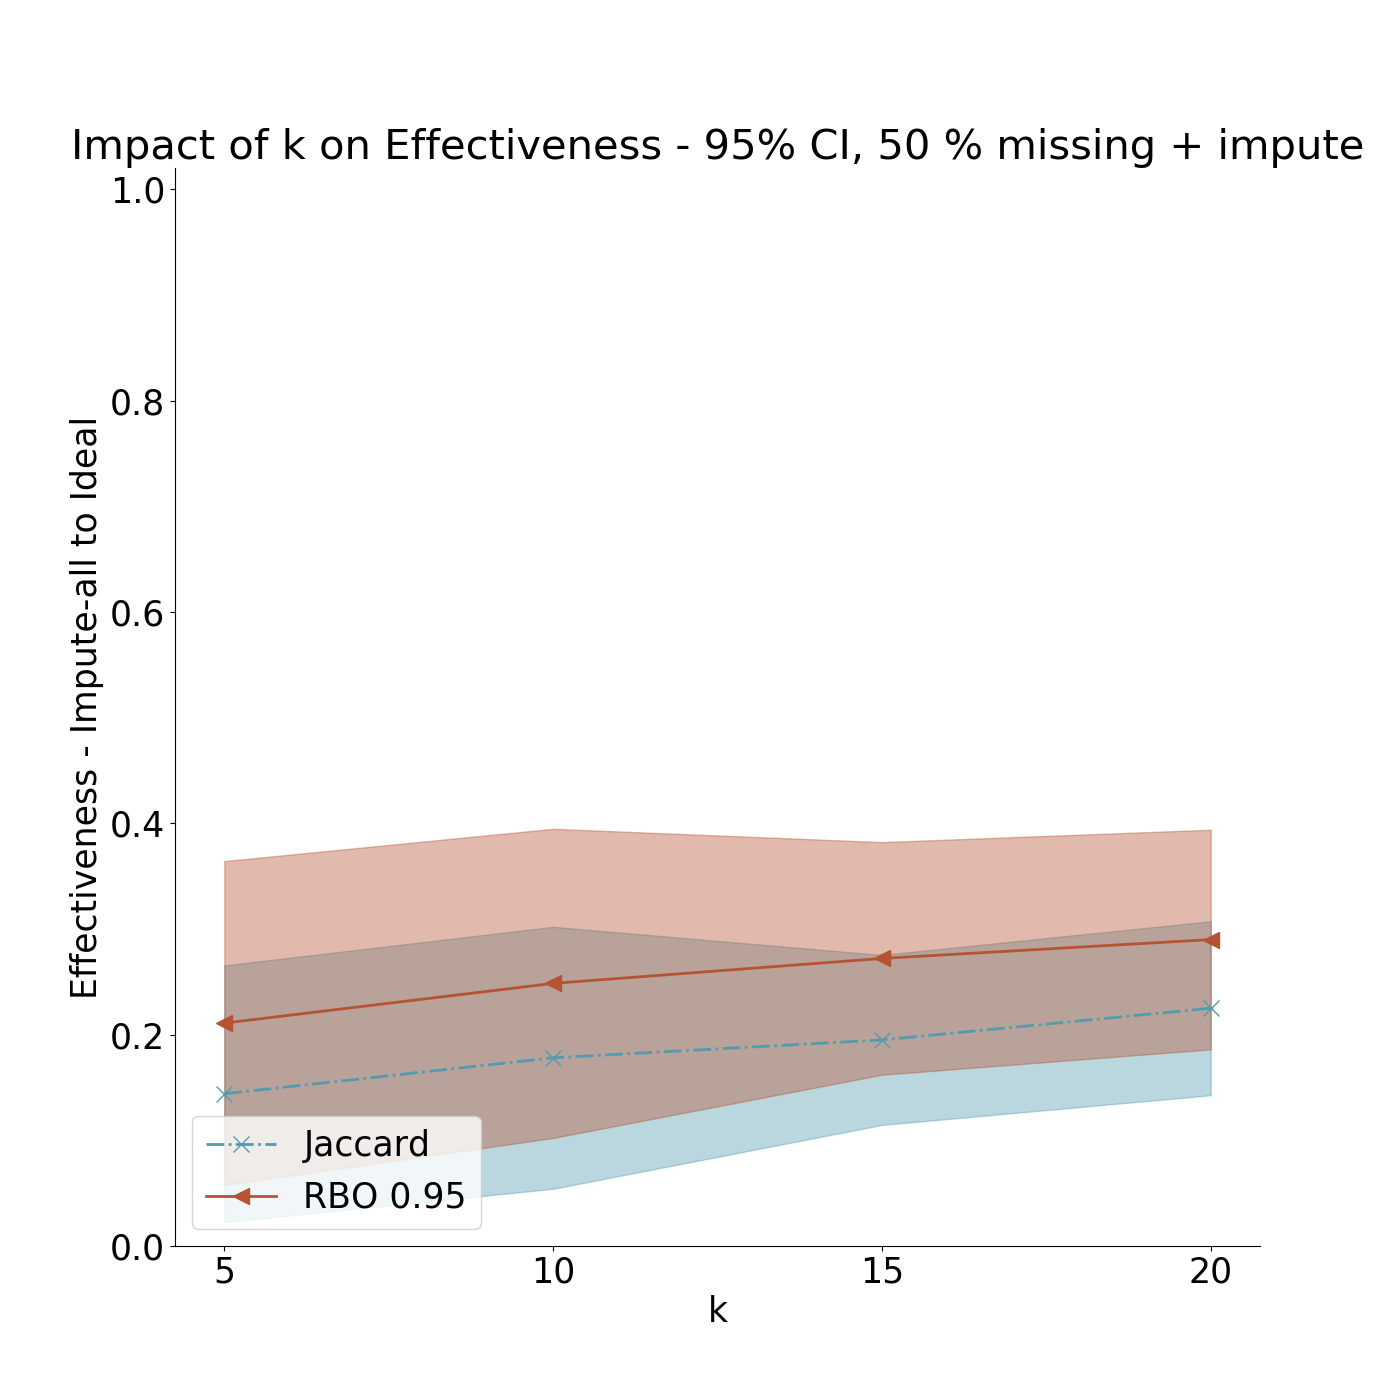 Impact of k on Effectiveness - 95% CI, 50 % missing + impute
1.0
0.8
0.6
0.4
0.2
0.0
Effectiveness - Impute-all to Ideal
Jaccard
RBO 0.95
5 10 15 20
k